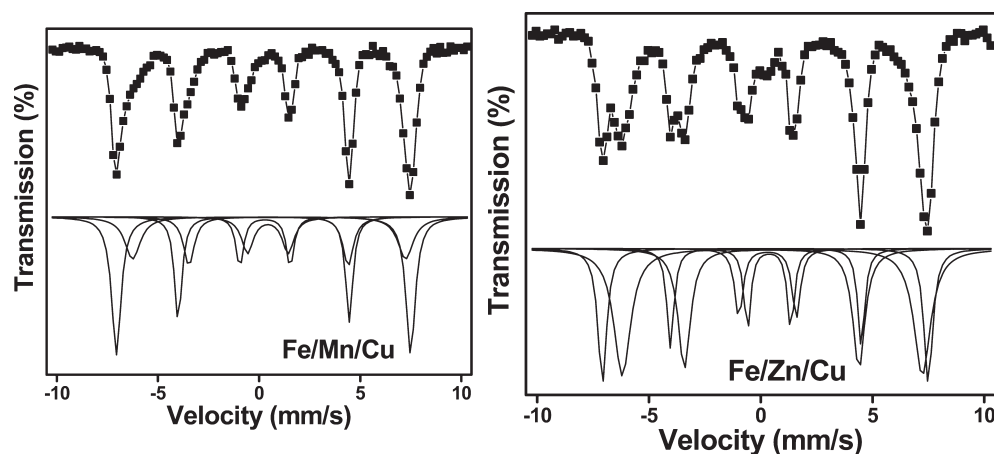 Transmission (%)
Fe/Mn/Cu
-10 -5 0 5 10
Velocity (mm/s)
Transmission (%)
Fe/Zn/Cu
-10 -5 0 5 10
Velocity (mm/s)